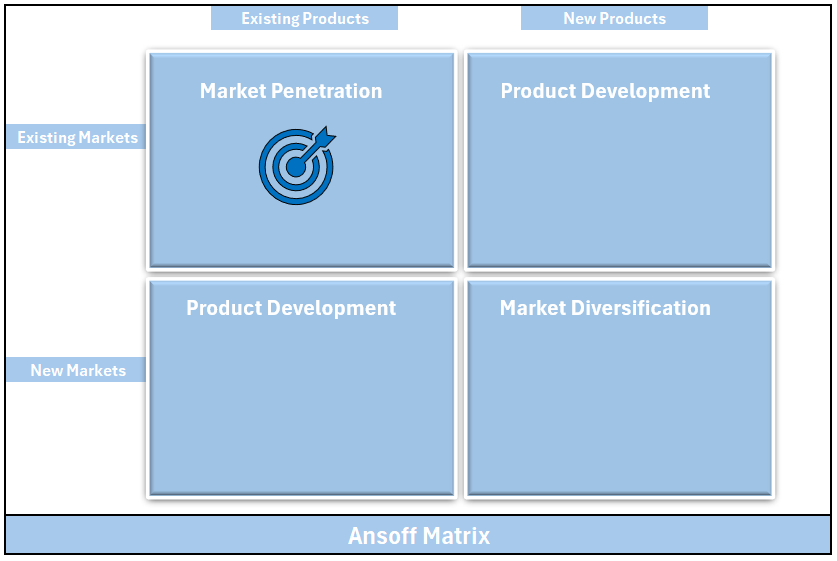 Existing Products
New Products
Market Penetration
Product Development
Existing Markets
Product Development
Market Diversification
New Markets
Ansoff Matrix